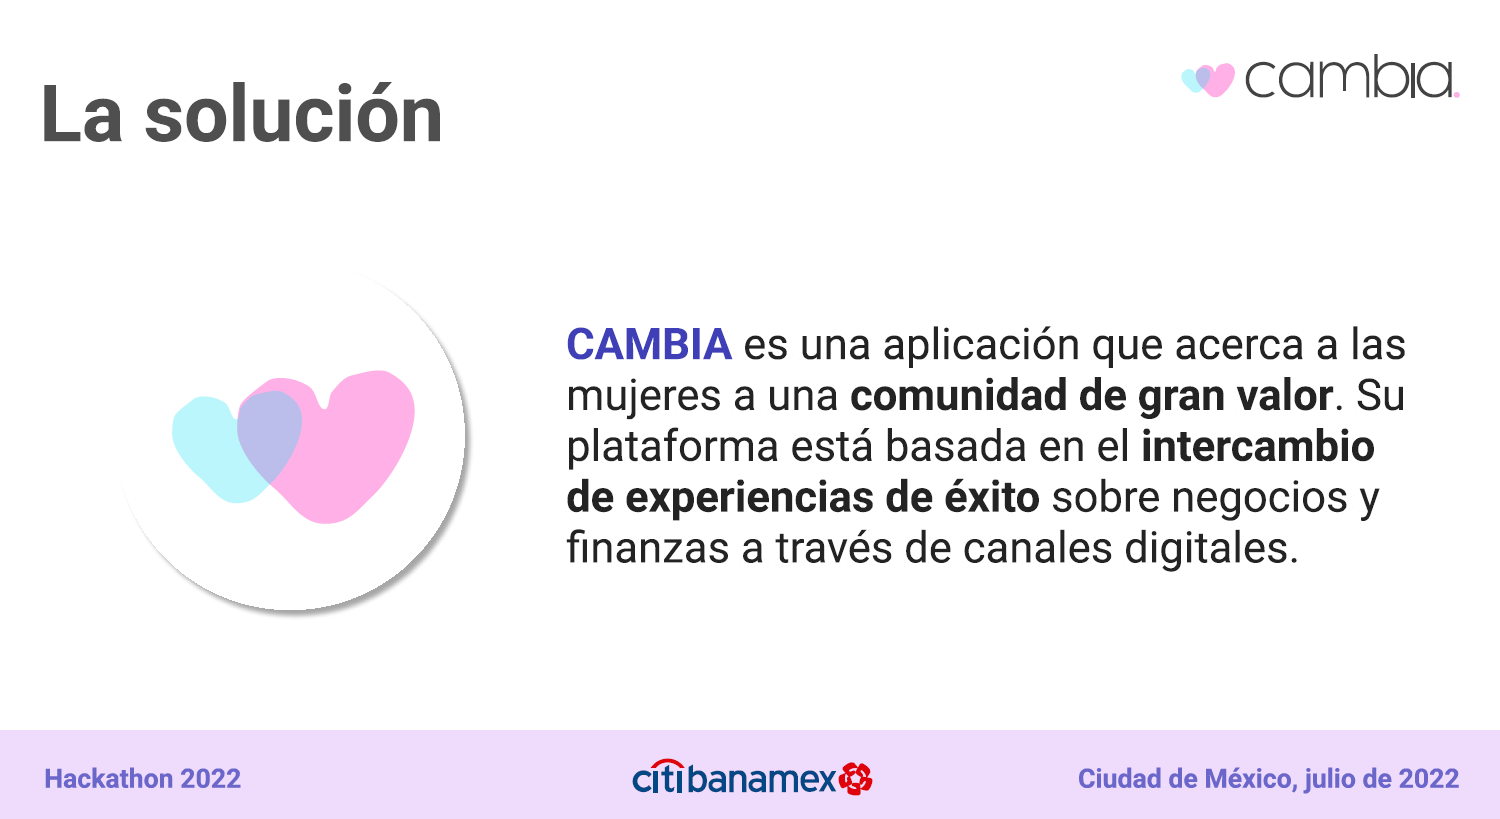 La solución
cambia.
CAMBIA es una aplicación que acerca a las
mujeres a una comunidad de gran valor. Su
plataforma está basada en el intercambio
de experiencias de éxito sobre negocios y
finanzas a través de canales digitales.
Hackathon 2022
citibanamex
Ciudad de México, julio de 2022